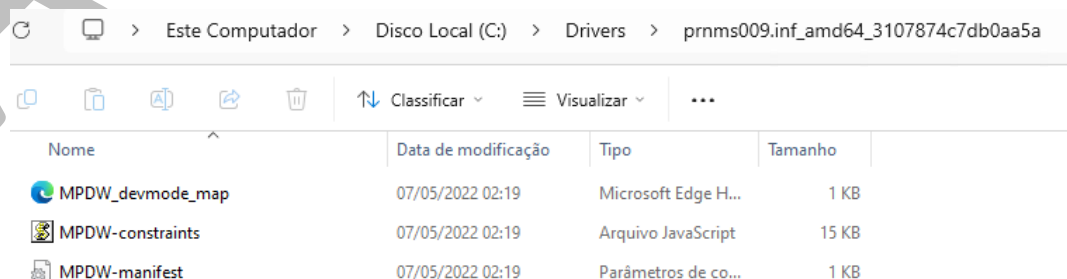 Este Computador > Disco Local (C:) > Drivers > prnms009.inf_amd64_3107874c7db0aa5a
Classificar Visualizar ...
Nome Data de modificação Tipo Tamanho
MPDW_devmode_map 07/05/2022 02:19 Microsoft Edge H... 1 KB
MPDW-constraints 07/05/2022 02:19 Arquivo JavaScript 15 KB
MPDW-manifest 07/05/2022 02:19 Parâmetros de co... 1 KB